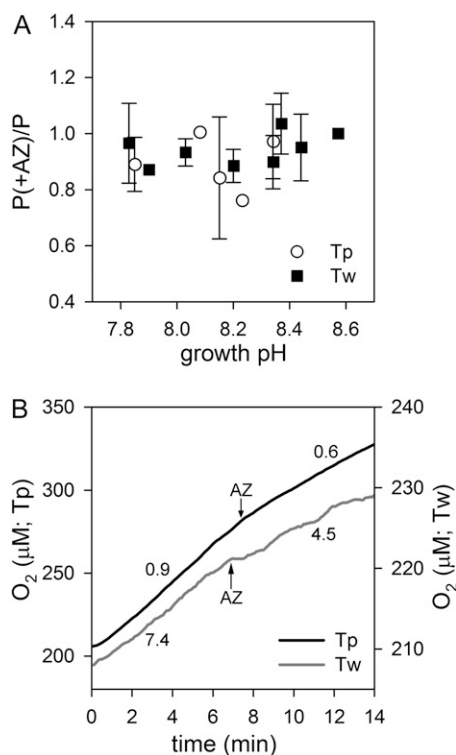 A
P(+AZ)/P
1.4
1.2
1.0
0.8
0.6
0.4
Tp
Tw
7.8 8.0 8.2 8.4 8.6
growth pH
B
O₂ (μM; Tp)
350
300
250
200
240
230
220
210
O₂ (μM; Tw)
0.6
AZ
0.9
4.5
AZ
7.4
Tp
Tw
0 2 4 6 8 10 12 14
time (min)